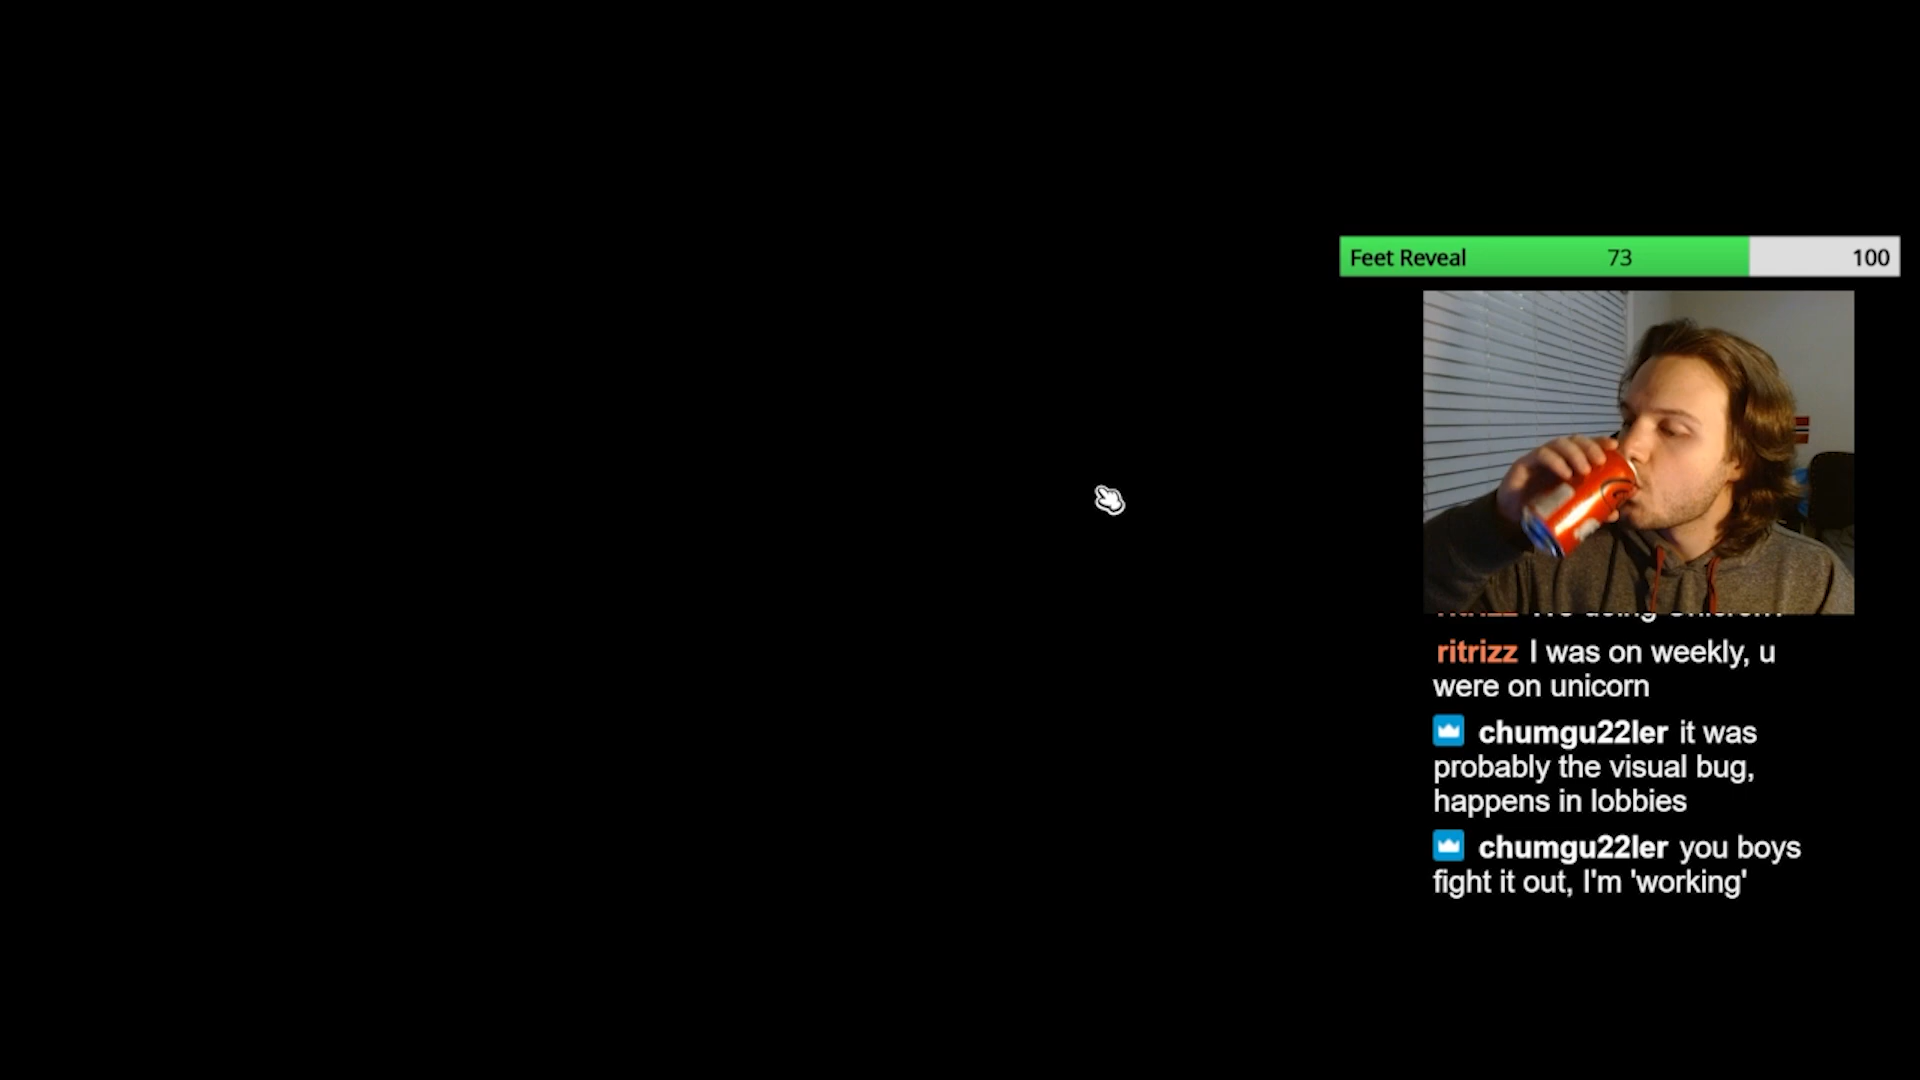 Feet Reveal 73 100
ritrizz I was on weekly, u
were on unicorn
chumgu22ler it was
probably the visual bug,
happens in lobbies
chumgu22ler you boys
fight it out, I'm 'working'